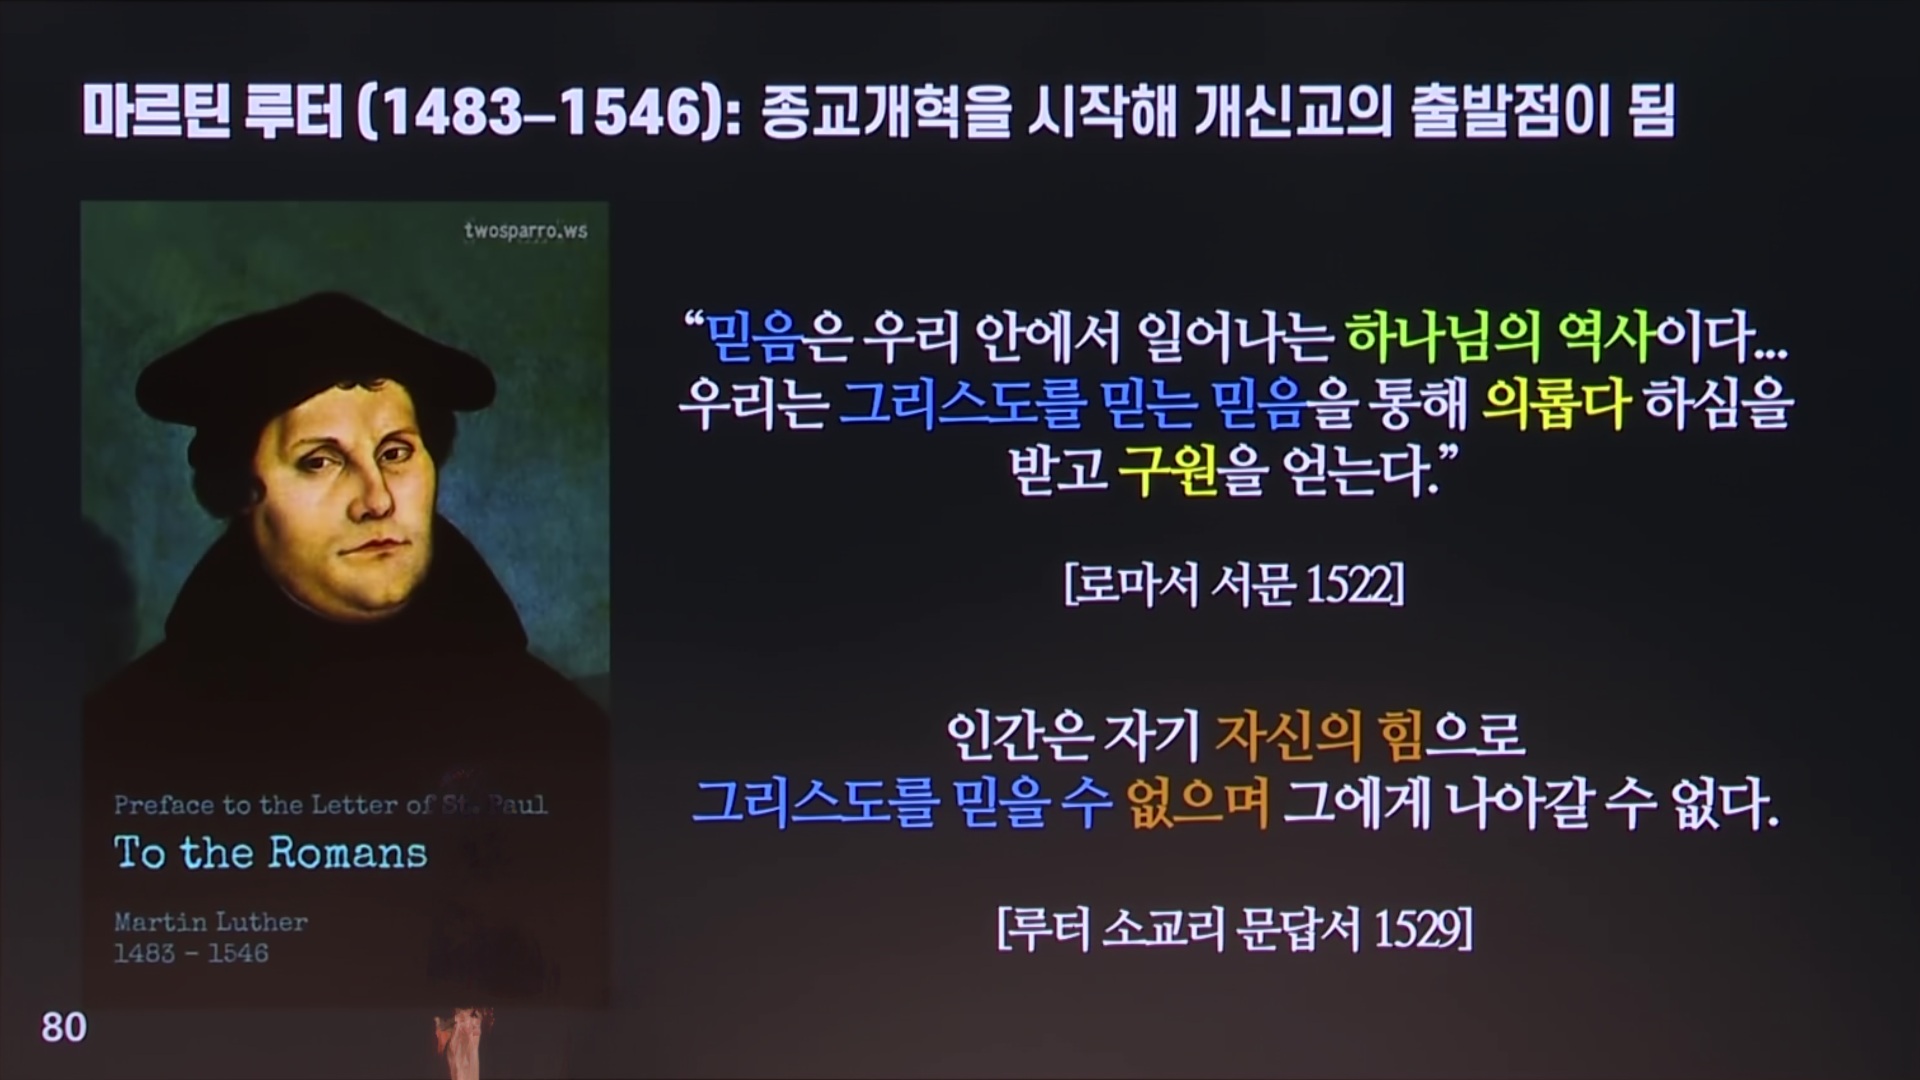 마르틴 루터 (1483–1546): 종교개혁을 시작해 개신교의 출발점이 됨
twosparro.ws
“믿음은 우리 안에서 일어나는 하나님의 역사이다...
우리는 그리스도를 믿는 믿음을 통해 의롭다 하심을
받고 구원을 얻는다.”
[로마서 서문 1522]
인간은 자기 자신의 힘으로
그리스도를 믿을 수 없으며 그에게 나아갈 수 없다.
[루터 소교리 문답서 1529]
Preface to the Letter of St. Paul
To the Romans
Martin Luther
1483 – 1546
80